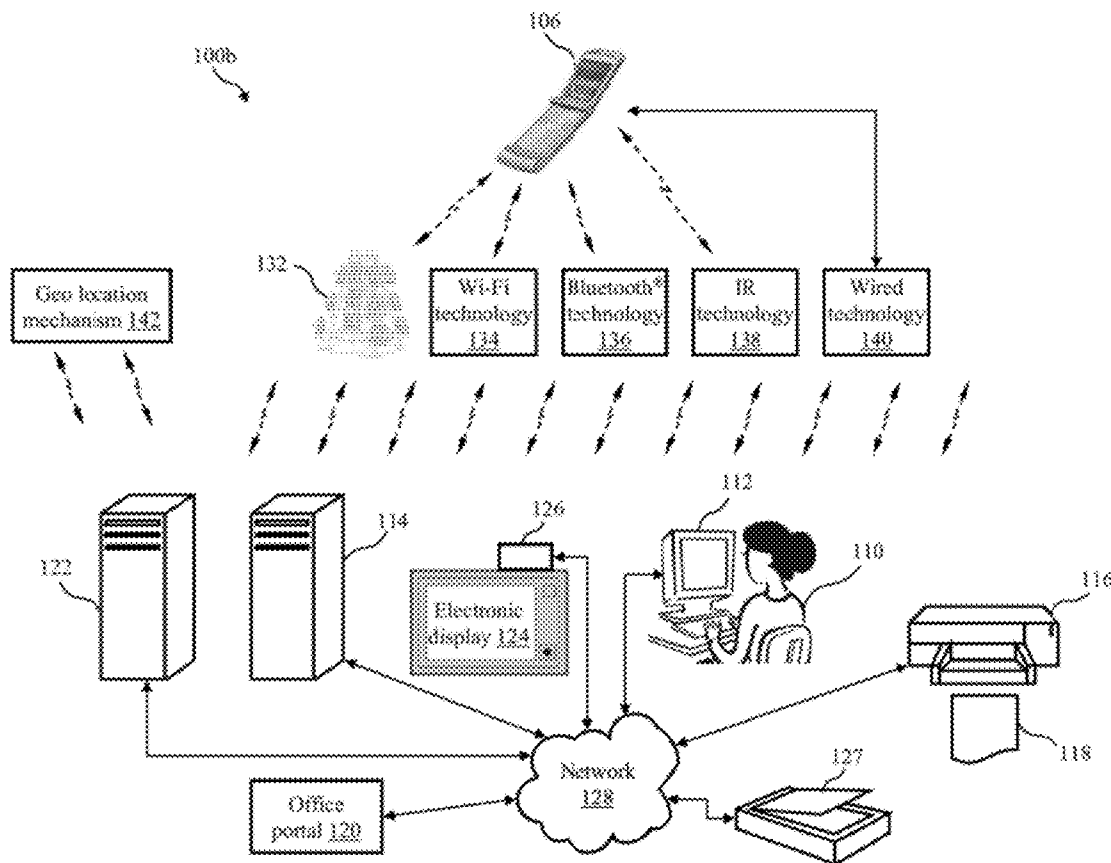 106
100b
132
Geo location
mechanism 142
Wi-Fi
technology
134
Bluetooth®
technology
136
IR
technology
138
Wired
technology
140
122
114
126
Electronic
display 124
112
110
116
118
Network
128
127
Office
portal 120